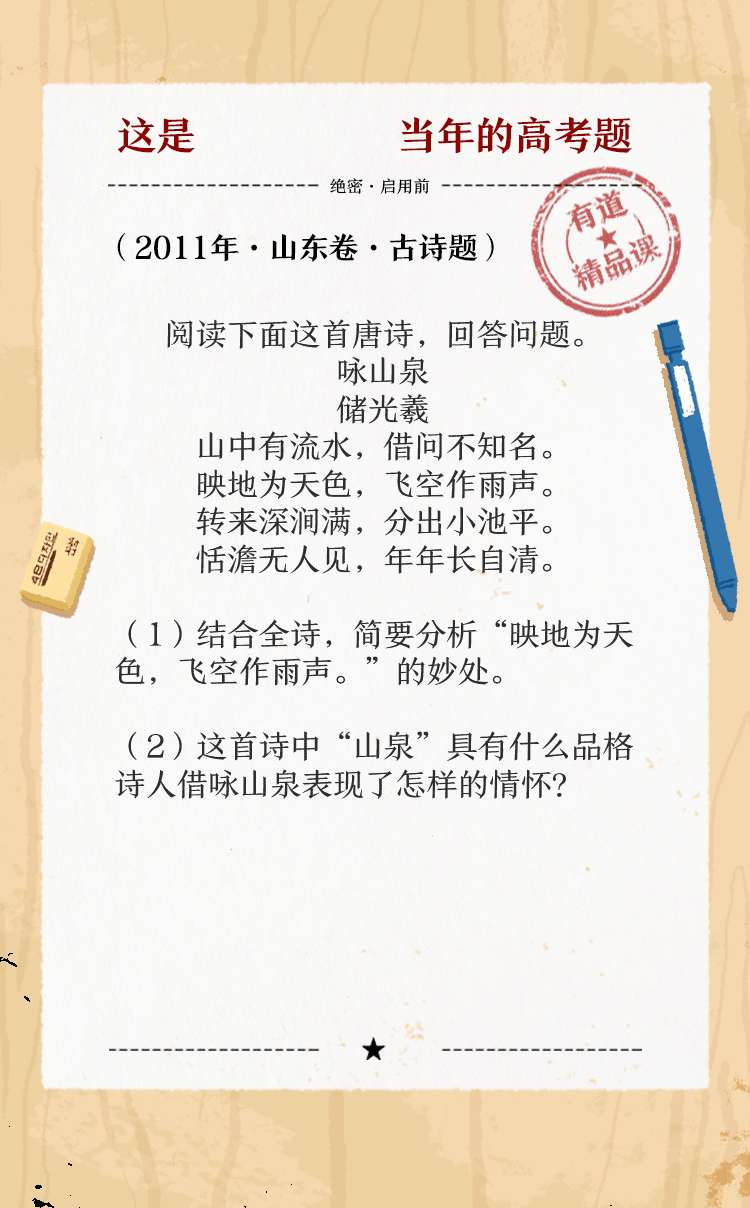 这是 当年的高考题
绝密·启用前
有道
精品课
（2011年·山东卷·古诗题）
阅读下面这首唐诗，回答问题。
咏山泉
储光羲
山中有流水，借问不知名。
映地为天色，飞空作雨声。
转来深涧满，分出小池平。
恬澹无人见，年年长自清。
（1）结合全诗，简要分析“映地为天
色，飞空作雨声。”的妙处。
（2）这首诗中“山泉”具有什么品格
诗人借咏山泉表现了怎样的情怀？